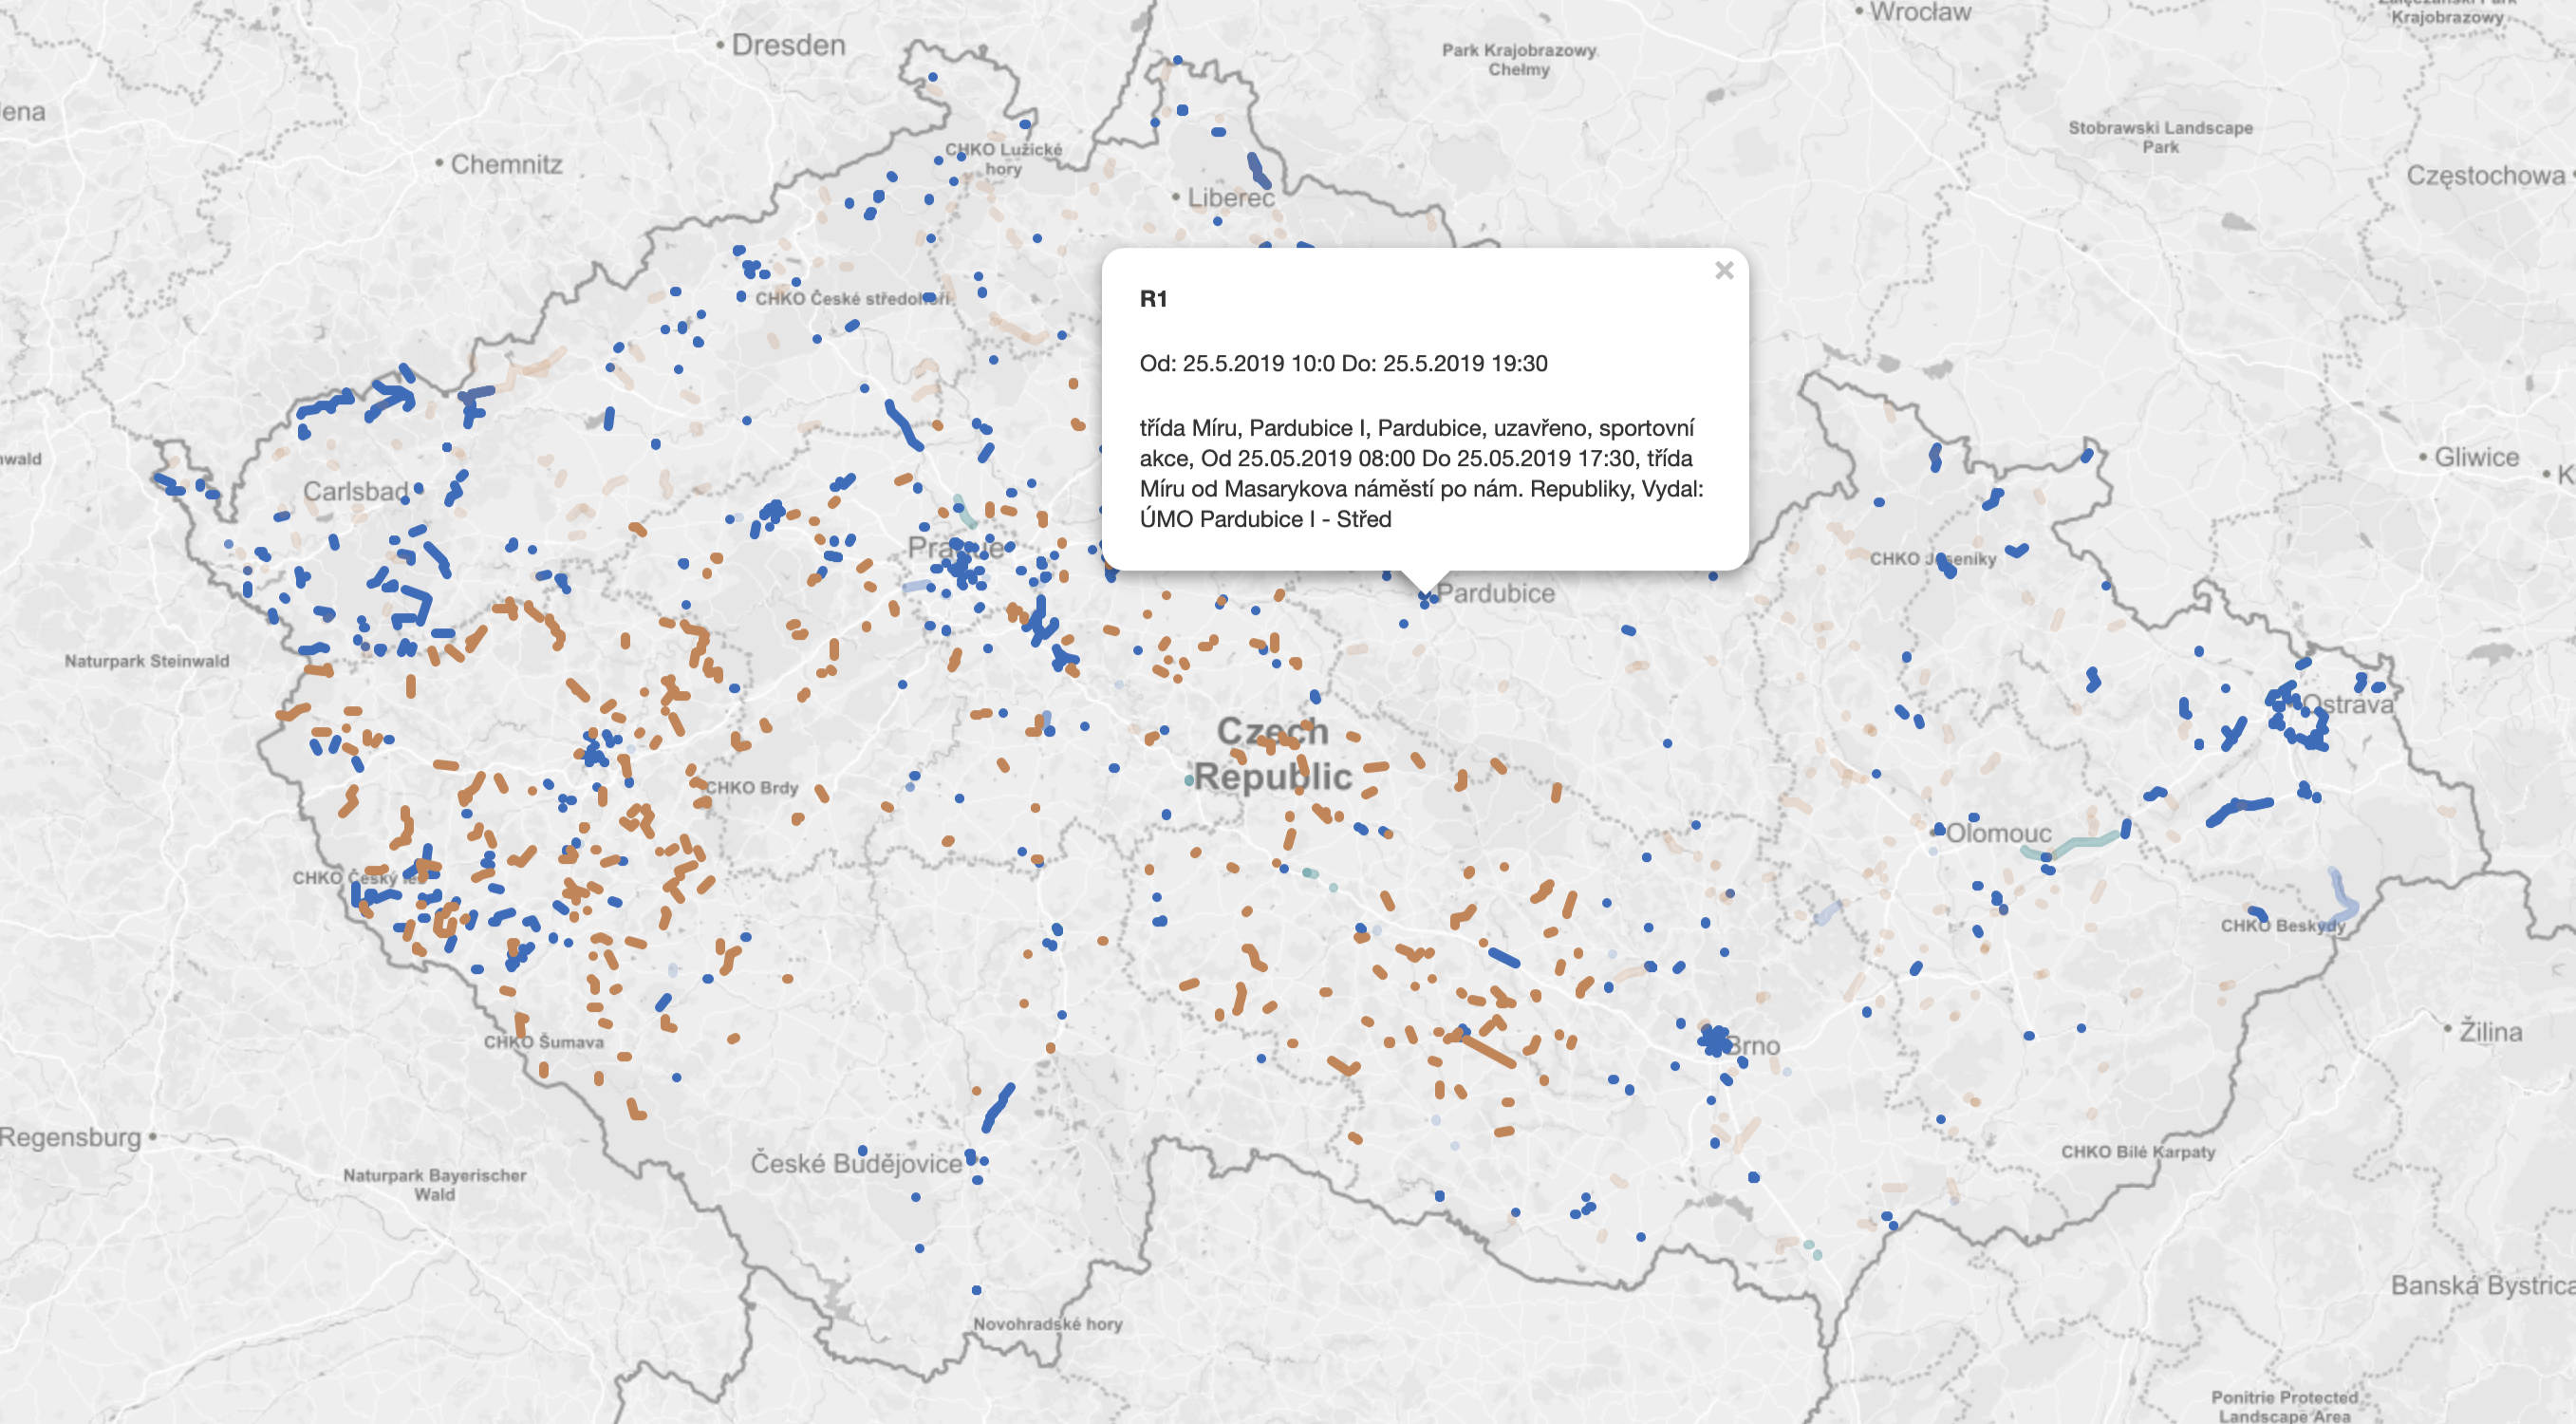 Wrocław
Krajobrazowy
Dresden
Park Krajobrazowy
Chełmy
Jena
Chemnitz
CHKO Lužické
hory
Stobrawski Landscape
Park
Częstochowa
Liberec
CHKO České středohoří
R1
Od: 25.5.2019 10:0 Do: 25.5.2019 19:30
třída Míru, Pardubice I, Pardubice, uzavřeno, sportovní
akce, Od 25.05.2019 08:00 Do 25.05.2019 17:30, třída
Míru od Masarykova náměstí po nám. Republiky, Vydal:
ÚMO Pardubice I - Střed
Gliwice
K
wald
Carlsbad
Prague
CHKO Jeseníky
Pardubice
Naturpark Steinwald
Ostrava
Czech
Republic
CHKO Brdy
Olomouc
CHKO Český les
CHKO Beskydy
CHKO Šumava
Brno
Žilina
Regensburg
České Budějovice
CHKO Bílé Karpaty
Naturpark Bayerischer
Wald
Banská Bystrica
Novohradské hory
Ponitrie Protected
Landscape Area